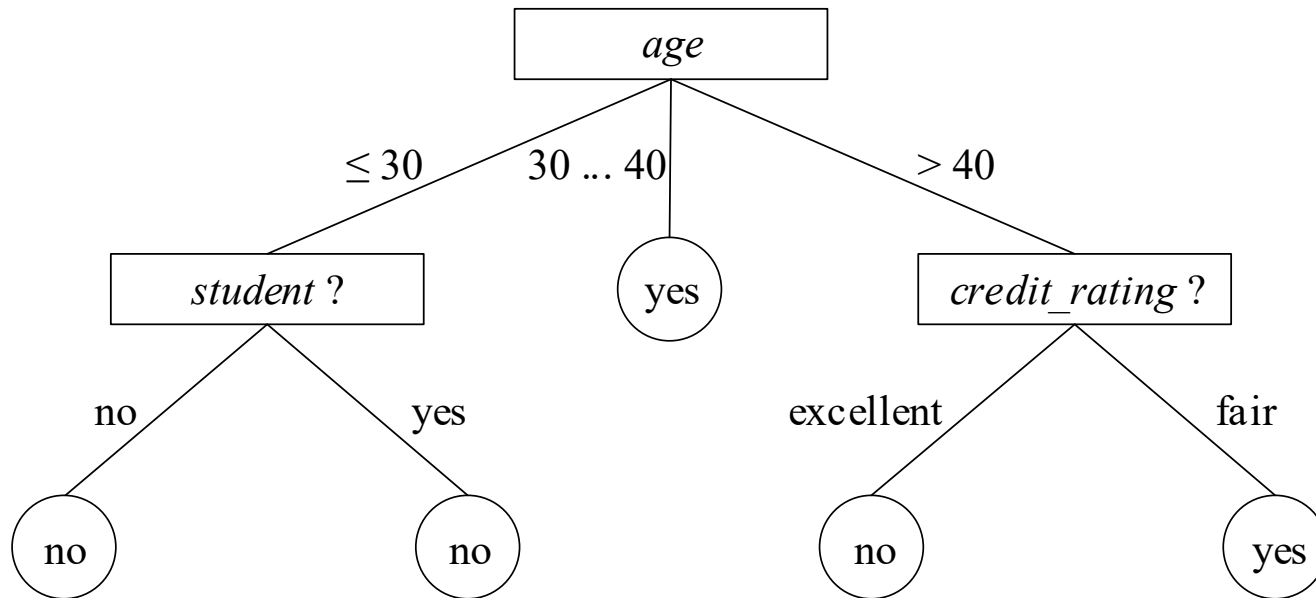 age
≤ 30
30 ... 40
> 40
student ?
yes
credit_rating ?
no
yes
excellent
fair
no
no
no
yes